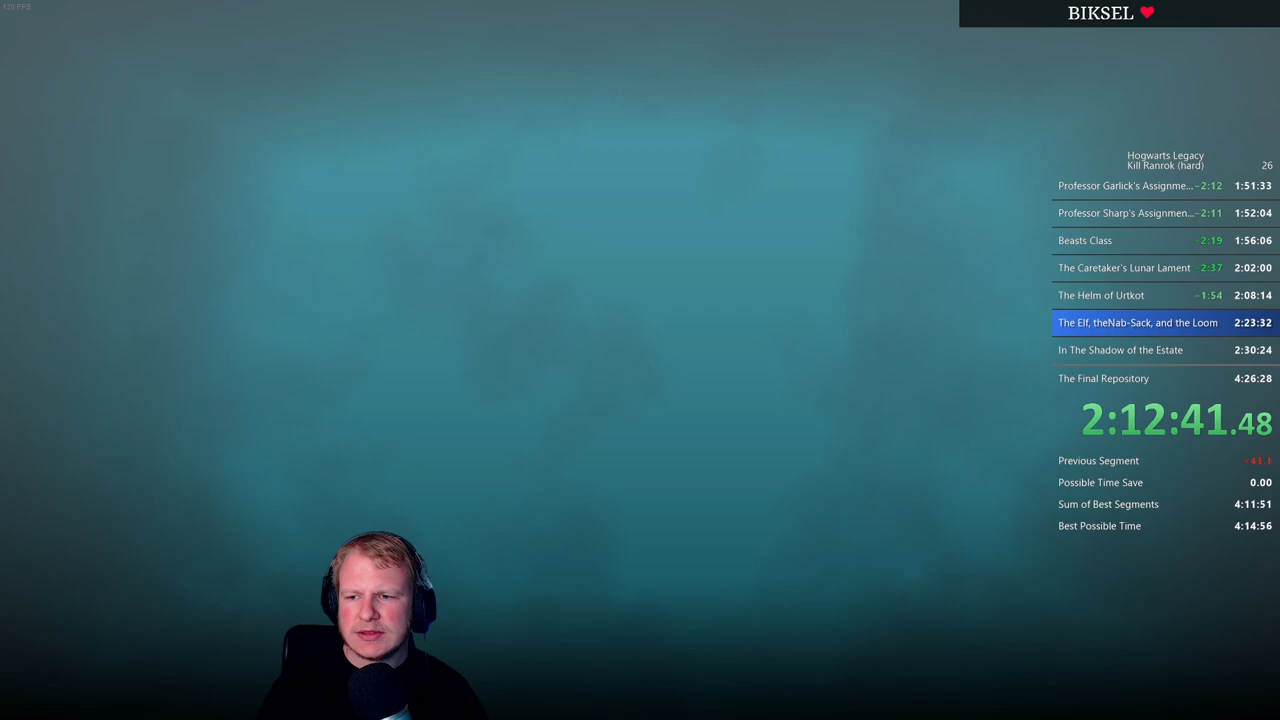 120 FPS
BIKSEL ❤
Hogwarts Legacy
Kill Ranrok (hard) 26
Professor Garlick's Assignme... -2:12 1:51:33
Professor Sharp's Assignmen... -2:11 1:52:04
Beasts Class -2:19 1:56:06
The Caretaker's Lunar Lament -2:37 2:02:00
The Helm of Urtkot -1:54 2:08:14
The Elf, theNab-Sack, and the Loom 2:23:32
In The Shadow of the Estate 2:30:24
The Final Repository 4:26:28
2:12:41.48
Previous Segment +43.1
Possible Time Save 0.00
Sum of Best Segments 4:11:51
Best Possible Time 4:14:56